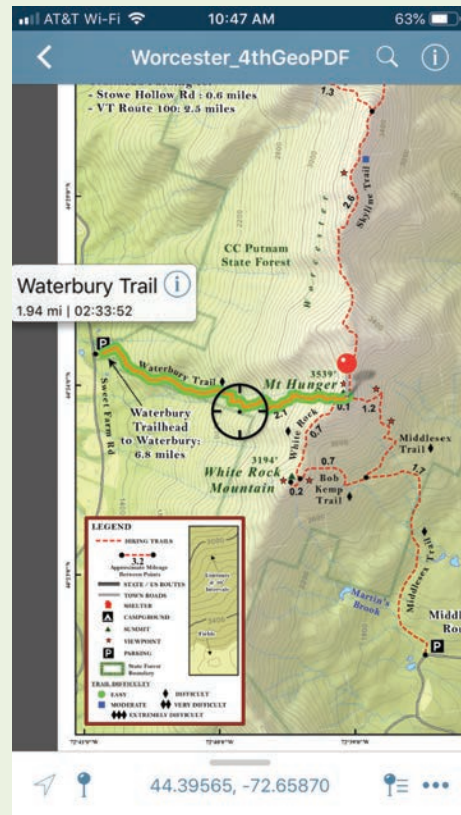 AT&T Wi-Fi 10:47 AM 63%
Worcester_4thGeoPDF
- Stowe Hollow Rd : 0.6 miles
- VT Route 100: 2.5 miles
1.3
Skyline Trail
2.6
Worcester
CC Putnam
State Forest
Waterbury Trail
1.94 mi | 02:33:52
P
Waterbury Trail
3539'
Mt Hunger
2.1
0.1
1.2
Sweet Farm Rd
Waterbury
Trailhead
to Waterbury:
6.8 miles
White Rock
0.7
Middlesex
Trail
3194'
White Rock
Mountain
0.7
0.2
Bob
Kemp
Trail
1.7
Middlesex Trail
Martin's
Brook
P
LEGEND
HIKING TRAILS
3.2
Approximate Mileage
Between Points
STATE / US ROUTES
TOWN ROADS
SHELTER
CAMPGROUND
SUMMIT
VIEWPOINT
P PARKING
State Forest
Boundary
Fields
TRAIL DIFFICULTY
EASY
DIFFICULT
MODERATE
VERY DIFFICULT
EXTREMELY DIFFICULT
44.39565, -72.65870